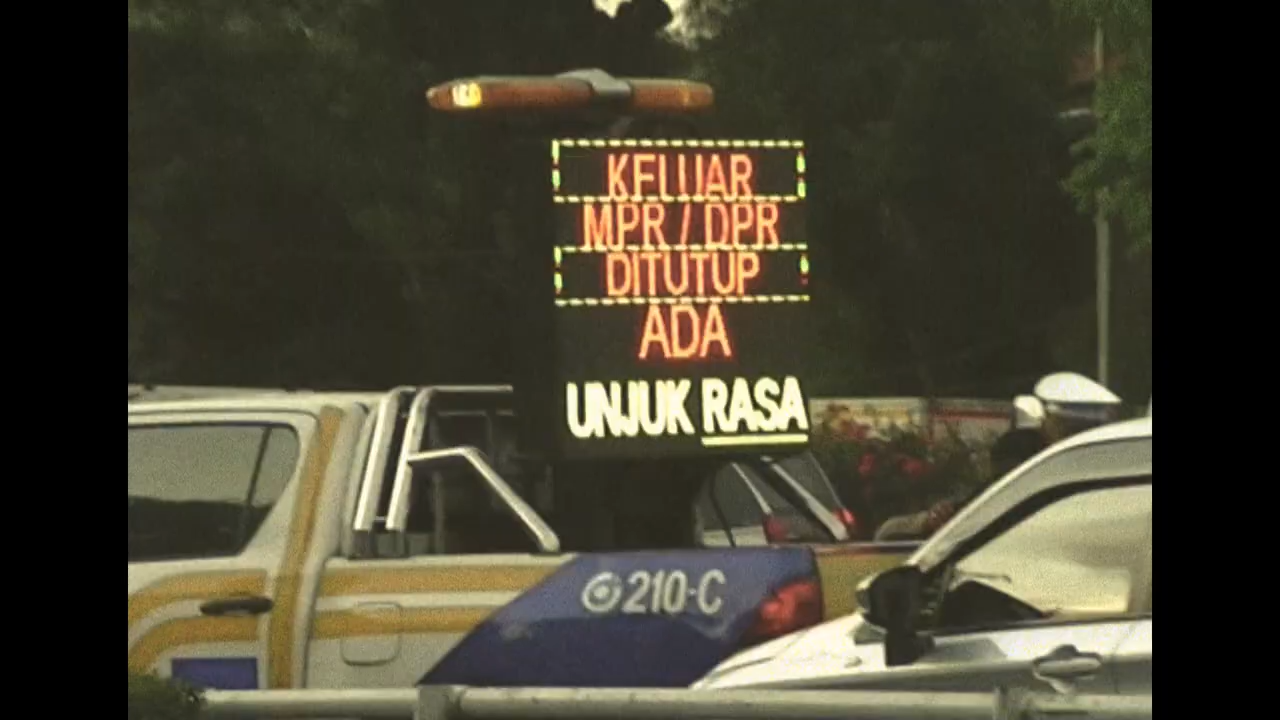 KELUAR
MPR / DPR
DITUTUP
ADA
UNJUK RASA
210-C